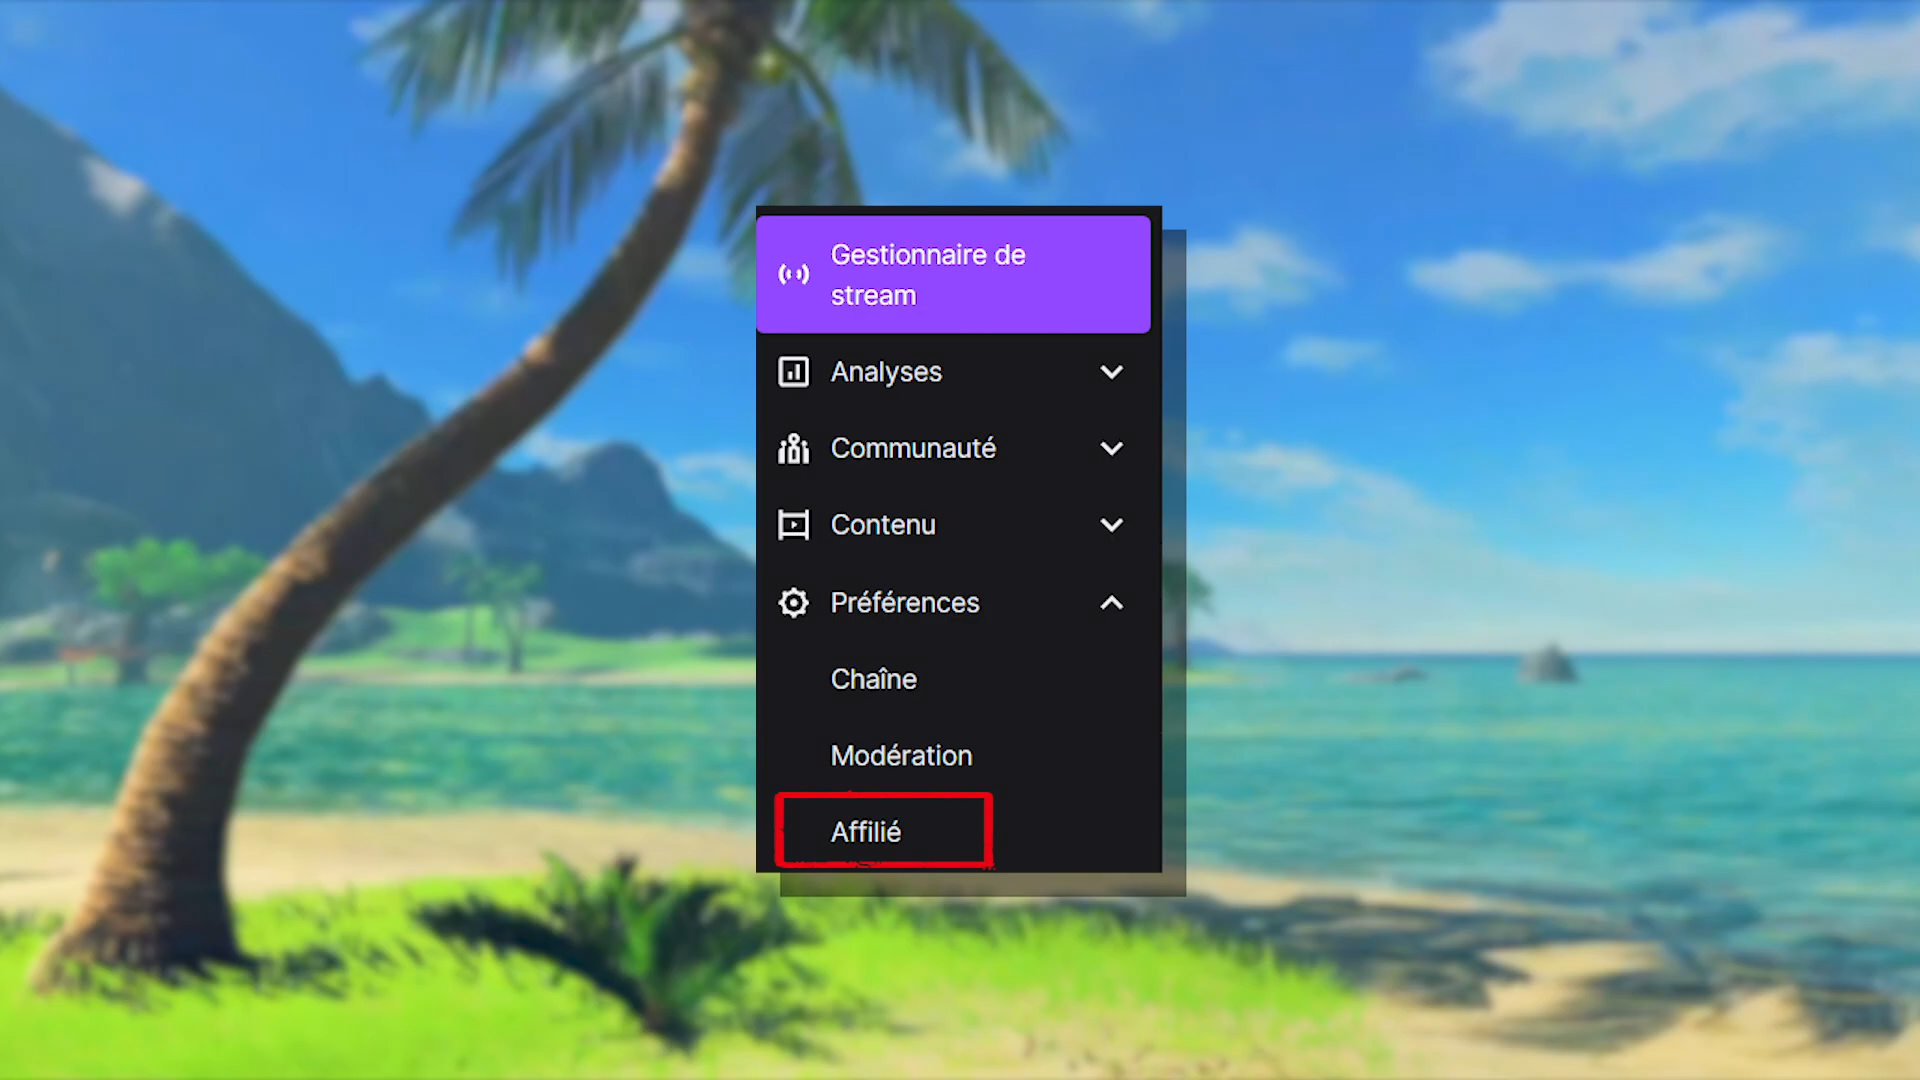 Gestionnaire de
stream
Analyses
Communauté
Contenu
Préférences
Chaîne
Modération
Affilié